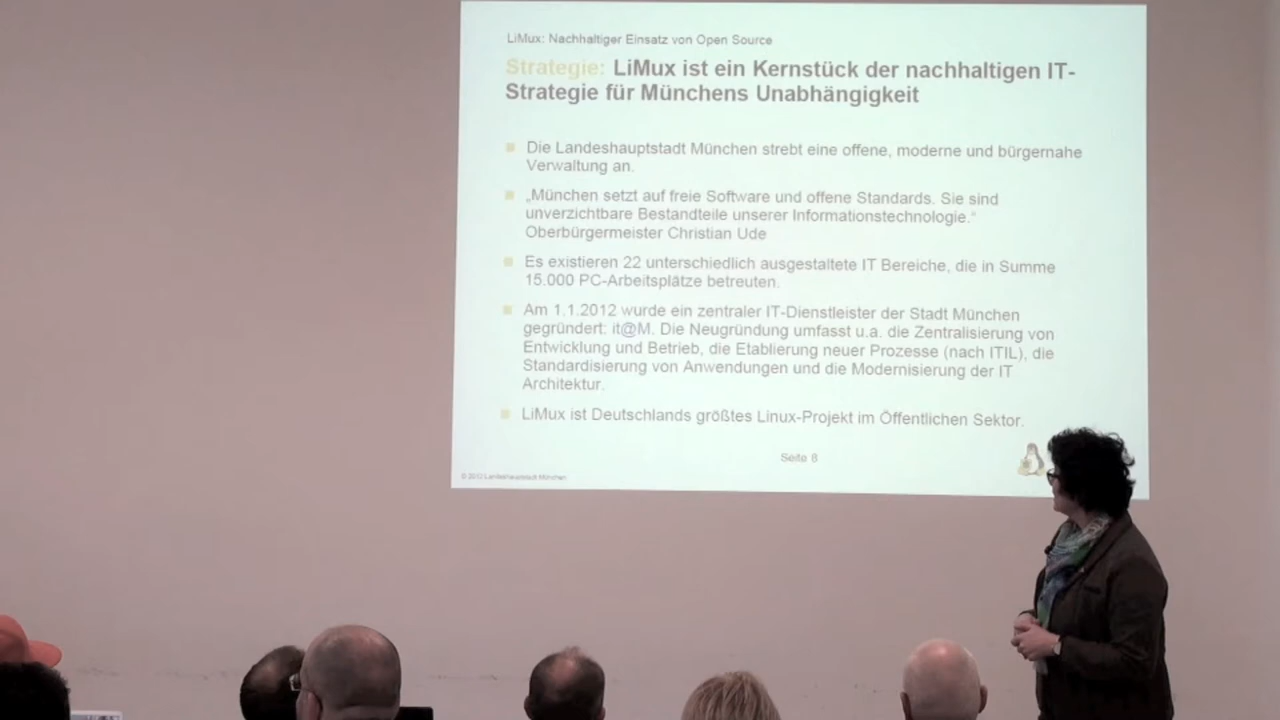 LiMux: Nachhaltiger Einsatz von Open Source
Strategie: LiMux ist ein Kernstück der nachhaltigen IT-
Strategie für Münchens Unabhängigkeit
Die Landeshauptstadt München strebt eine offene, moderne und bürgernahe
Verwaltung an.
„München setzt auf freie Software und offene Standards. Sie sind
unverzichtbare Bestandteile unserer Informationstechnologie.“
Oberbürgermeister Christian Ude
Es existieren 22 unterschiedlich ausgestaltete IT Bereiche, die in Summe
15.000 PC-Arbeitsplätze betreuten.
Am 1.1.2012 wurde ein zentraler IT-Dienstleister der Stadt München
gegründet: it@M. Die Neugründung umfasst u.a. die Zentralisierung von
Entwicklung und Betrieb, die Etablierung neuer Prozesse (nach ITIL), die
Standardisierung von Anwendungen und die Modernisierung der IT
Architektur.
LiMux ist Deutschlands größtes Linux-Projekt im Öffentlichen Sektor.
Seite 8
© 2012 Landeshauptstadt München